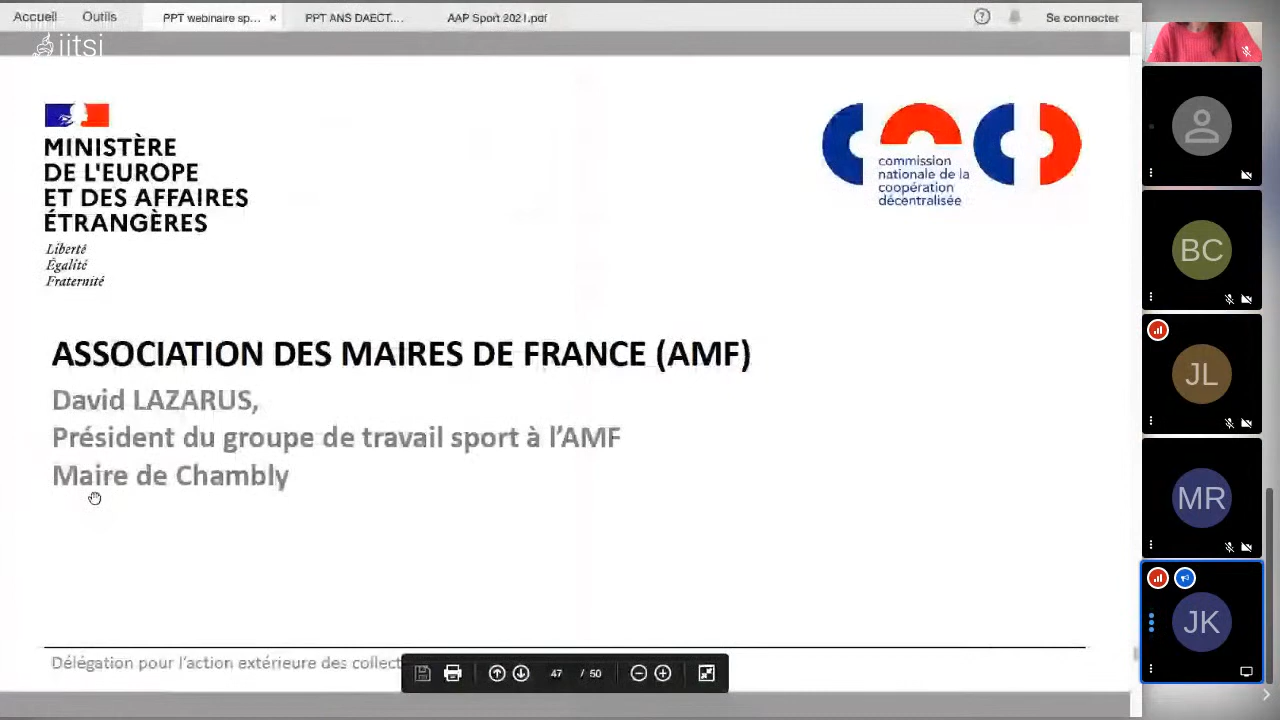 Accueil Outils PPT webinaire sp... × PPT ANS DAECT.... AAP Sport 2021.pdf ? Se connecter
jitsi
MINISTÈRE
DE L'EUROPE
ET DES AFFAIRES
ÉTRANGÈRES
Liberté
Égalité
Fraternité
commission
nationale de la
coopération
décentralisée
ASSOCIATION DES MAIRES DE FRANCE (AMF)
David LAZARUS,
Président du groupe de travail sport à l'AMF
Maire de Chambly
Délégation pour l'action extérieure des collect
47 / 50
BC
JL
MR
JK